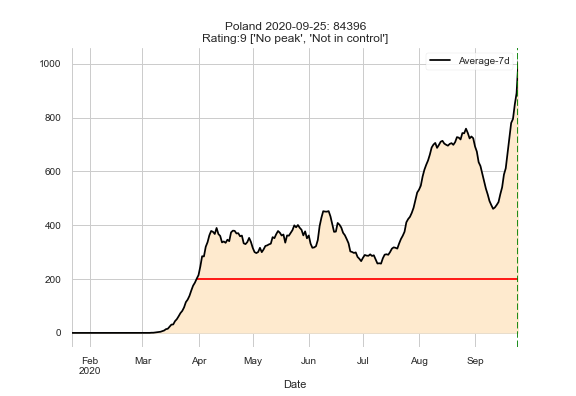 Poland 2020-09-25: 84396
Rating:9 ['No peak', 'Not in control']
Average-7d
1000
800
600
400
200
0
Feb Mar Apr May Jun Jul Aug Sep
2020
Date